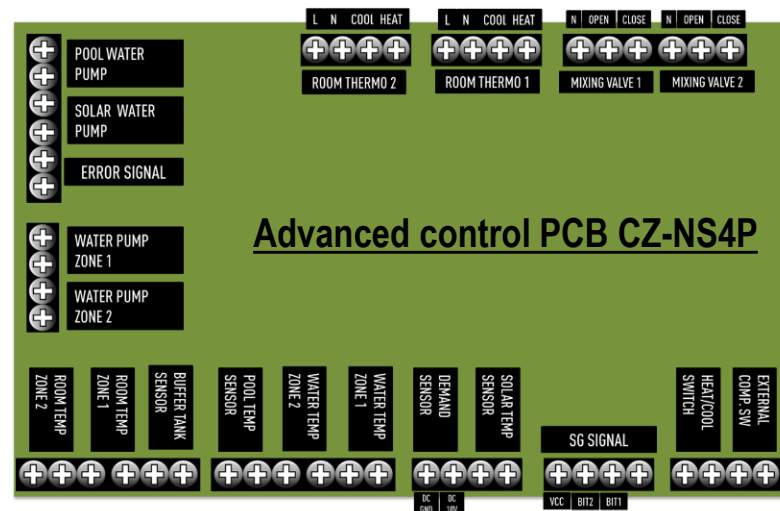 L N COOL HEAT
L N COOL HEAT
N OPEN CLOSE
N OPEN CLOSE
ROOM THERMO 2
ROOM THERMO 1
MIXING VALVE 1
MIXING VALVE 2
POOL WATER
PUMP
SOLAR WATER
PUMP
ERROR SIGNAL
WATER PUMP
ZONE 1
WATER PUMP
ZONE 2
Advanced control PCB CZ-NS4P
ROOM TEMP
ZONE 2
ROOM TEMP
ZONE 1
BUFFER TANK
SENSOR
POOL TEMP
SENSOR
WATER TEMP
ZONE 2
WATER TEMP
ZONE 1
DEMAND
SENSOR
SOLAR TEMP
SENSOR
SG SIGNAL
HEAT/COOL
SWITCH
EXTERNAL
COMP. SW
DC
GND
DC
10V
VCC BIT2 BIT1